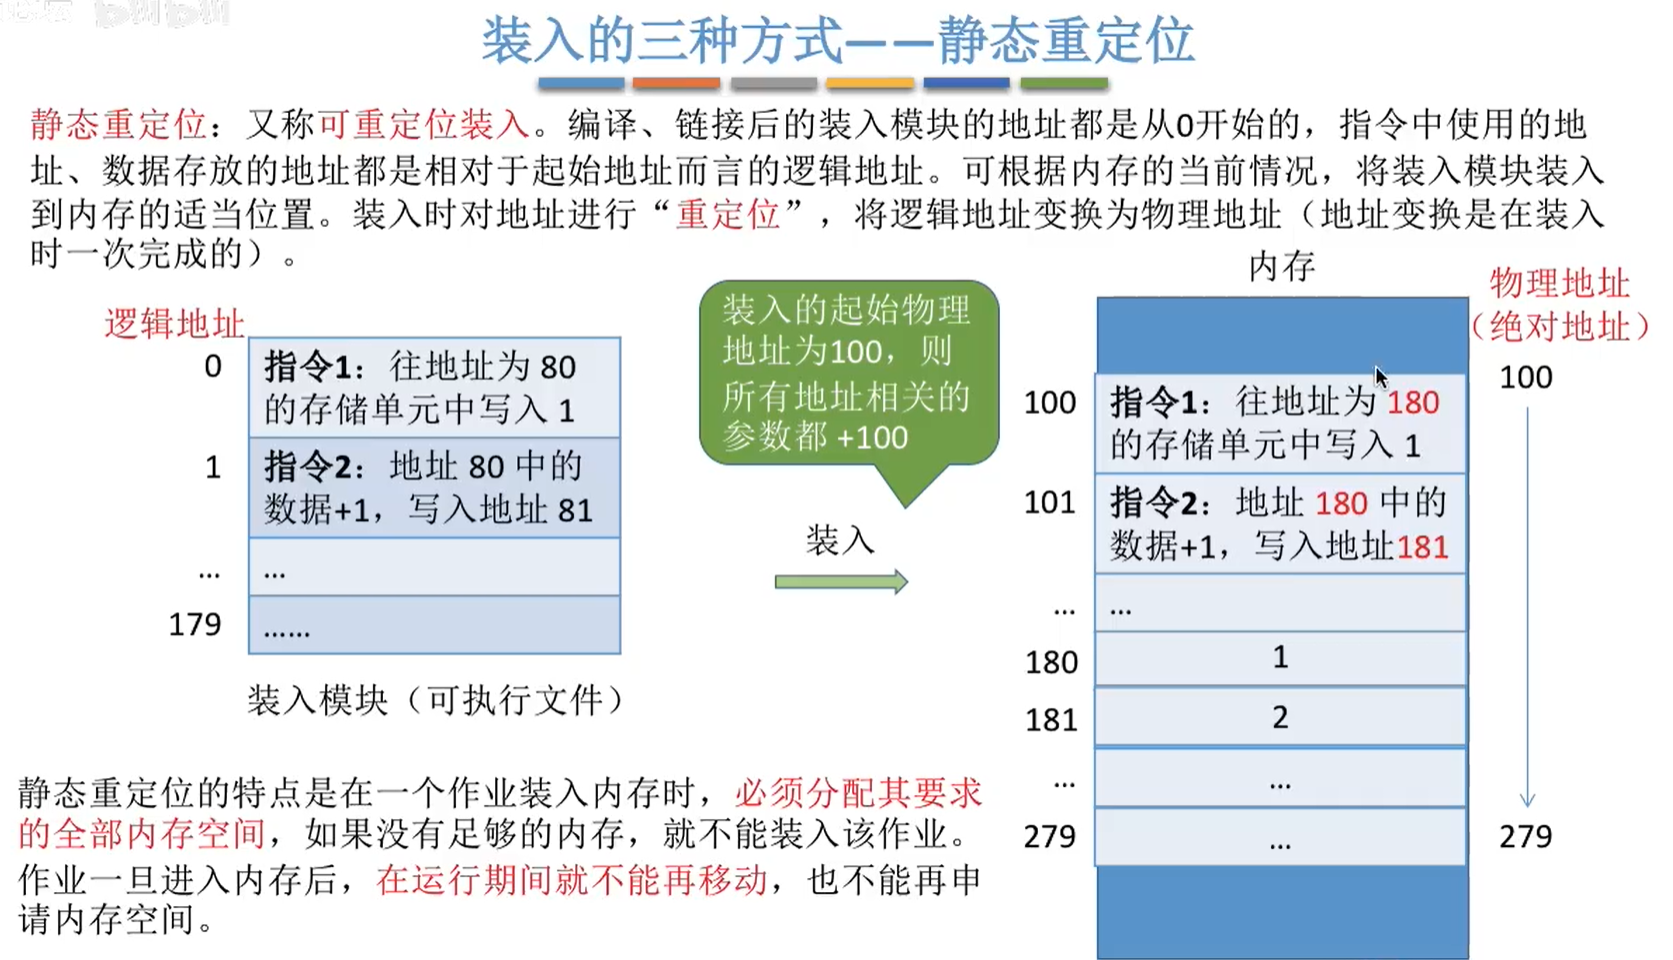 装入的三种方式——静态重定位
静态重定位：又称可重定位装入。编译、链接后的装入模块的地址都是从0开始的，指令中使用的地
址、数据存放的地址都是相对于起始地址而言的逻辑地址。可根据内存的当前情况，将装入模块装入
到内存的适当位置。装入时对地址进行“重定位”，将逻辑地址变换为物理地址（地址变换是在装入
时一次完成的）。
逻辑地址
0
指令1：往地址为 80
的存储单元中写入 1
1
指令2：地址 80 中的
数据+1，写入地址 81
...
...
179
......
装入模块（可执行文件）
装入的起始物理
地址为100，则
所有地址相关的
参数都 +100
装入
内存
物理地址
（绝对地址）
100
指令1：往地址为 180
的存储单元中写入 1
101
指令2：地址 180 中的
数据+1，写入地址181
...
...
180
1
181
2
...
...
279
...
100
279
静态重定位的特点是在一个作业装入内存时，必须分配其要求
的全部内存空间，如果没有足够的内存，就不能装入该作业。
作业一旦进入内存后，在运行期间就不能再移动，也不能再申
请内存空间。